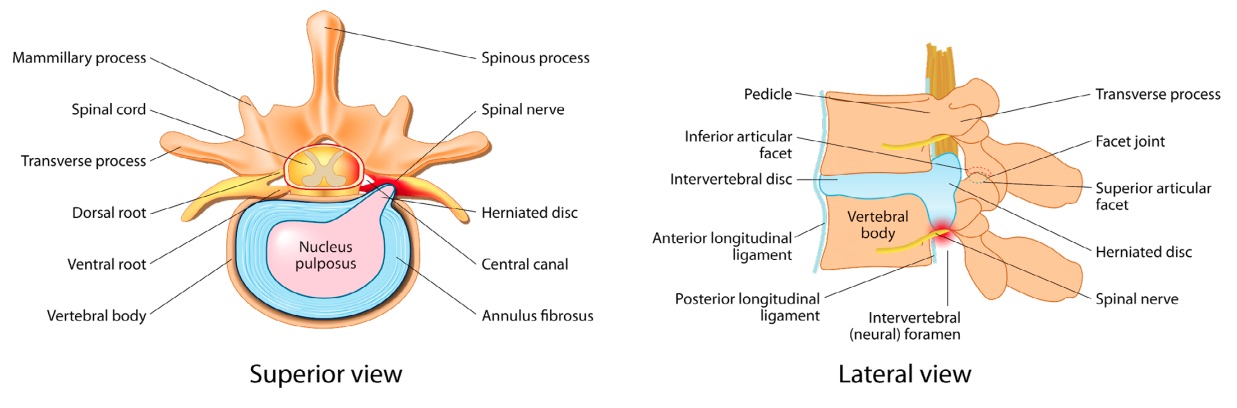 Mammillary process
Spinal cord
Transverse process
Dorsal root
Ventral root
Vertebral body
Spinous process
Spinal nerve
Herniated disc
Central canal
Annulus fibrosus
Nucleus
pulposus
Superior view
Pedicle
Inferior articular
facet
Intervertebral disc
Anterior longitudinal
ligament
Posterior longitudinal
ligament
Vertebral
body
Intervertebral
(neural) foramen
Transverse process
Facet joint
Superior articular
facet
Herniated disc
Spinal nerve
Lateral view